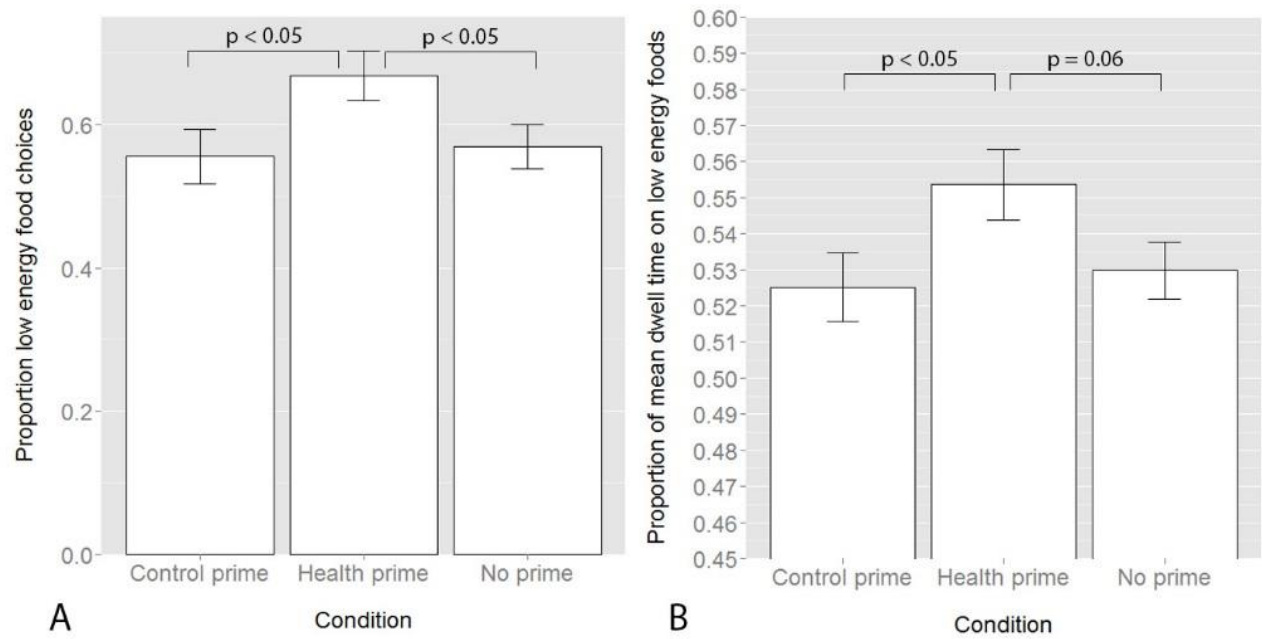 p < 0.05
p < 0.05
Proportion low energy food choices
0.6
0.4
0.2
0.0
Control prime
Health prime
No prime
Condition
A
p < 0.05
p = 0.06
Proportion of mean dwell time on low energy foods
0.60
0.59
0.58
0.57
0.56
0.55
0.54
0.53
0.52
0.51
0.50
0.49
0.48
0.47
0.46
0.45
Control prime
Health prime
No prime
Condition
B